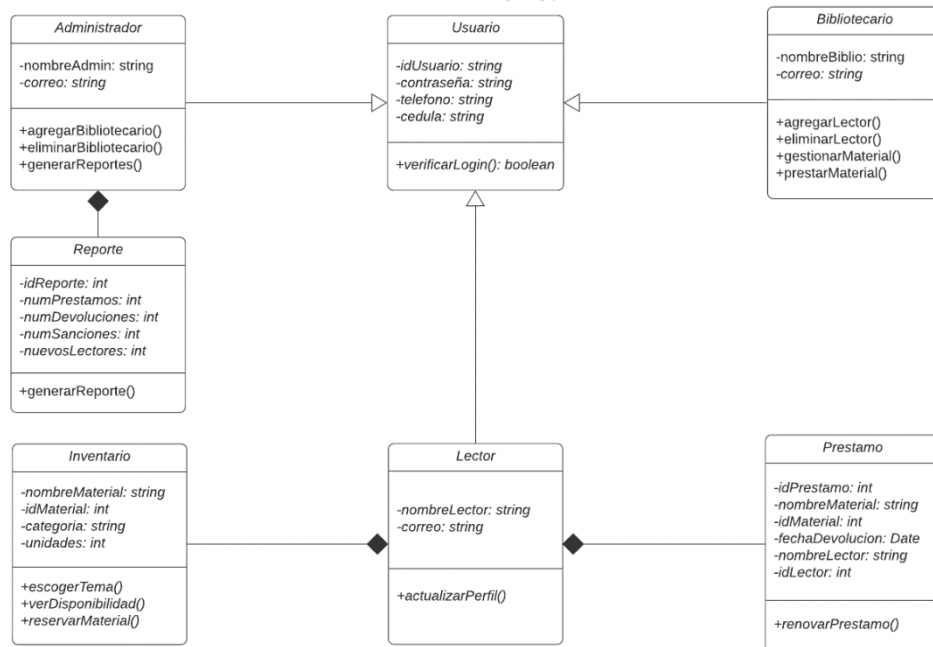 Administrador
-nombreAdmin: string
-correo: string
+agregarBibliotecario()
+eliminarBibliotecario()
+generarReportes()
Usuario
-idUsuario: string
-contraseña: string
-telefono: string
-cedula: string
+verificarLogin(): boolean
Bibliotecario
-nombreBiblio: string
-correo: string
+agregarLector()
+eliminarLector()
+gestionarMaterial()
+prestarMaterial()
Reporte
-idReporte: int
-numPrestamos: int
-numDevoluciones: int
-numSanciones: int
-nuevosLectores: int
+generarReporte()
Inventario
-nombreMaterial: string
-idMaterial: int
-categoria: string
-unidades: int
+escogerTema()
+verDisponibilidad()
+reservarMaterial()
Lector
-nombreLector: string
-correo: string
+actualizarPerfil()
Prestamo
-idPrestamo: int
-nombreMaterial: string
-idMaterial: int
-fechaDevolucion: Date
-nombreLector: string
-idLector: int
+renovarPrestamo()